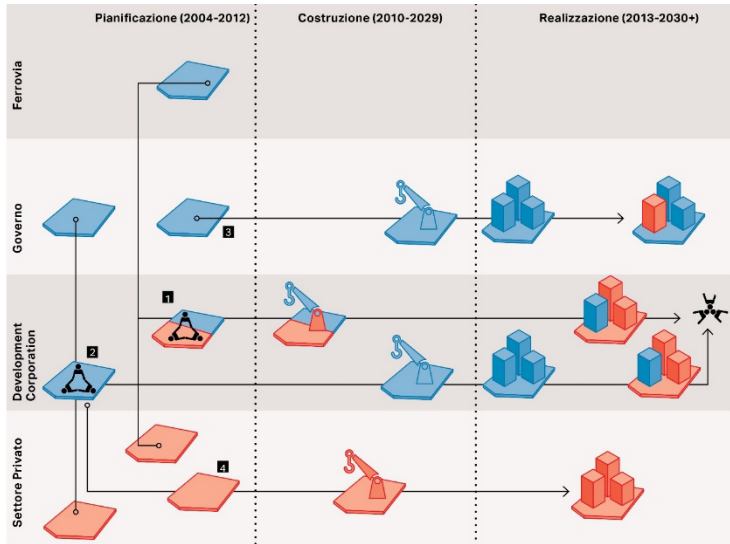 Pianificazione (2004-2012)
Costruzione (2010-2029)
Realizzazione (2013-2030+)
Ferrovia
Governo
3
1
Development
Corporation
2
Settore Privato
4